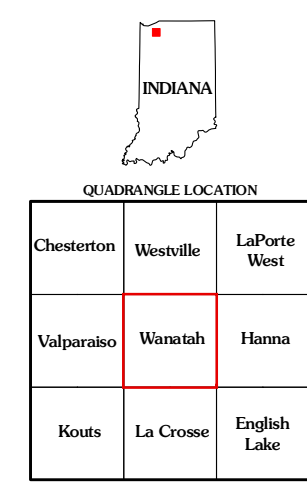 INDIANA
QUADRANGLE LOCATION
Chesterton
Westville
LaPorte
West
Valparaiso
Wanatah
Hanna
Kouts
La Crosse
English
Lake